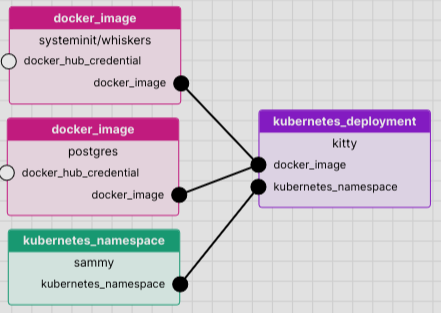 docker_image
systeminit/whiskers
docker_hub_credential
docker_image
docker_image
postgres
docker_hub_credential
docker_image
kubernetes_namespace
sammy
kubernetes_namespace
kubernetes_deployment
kitty
docker_image
kubernetes_namespace